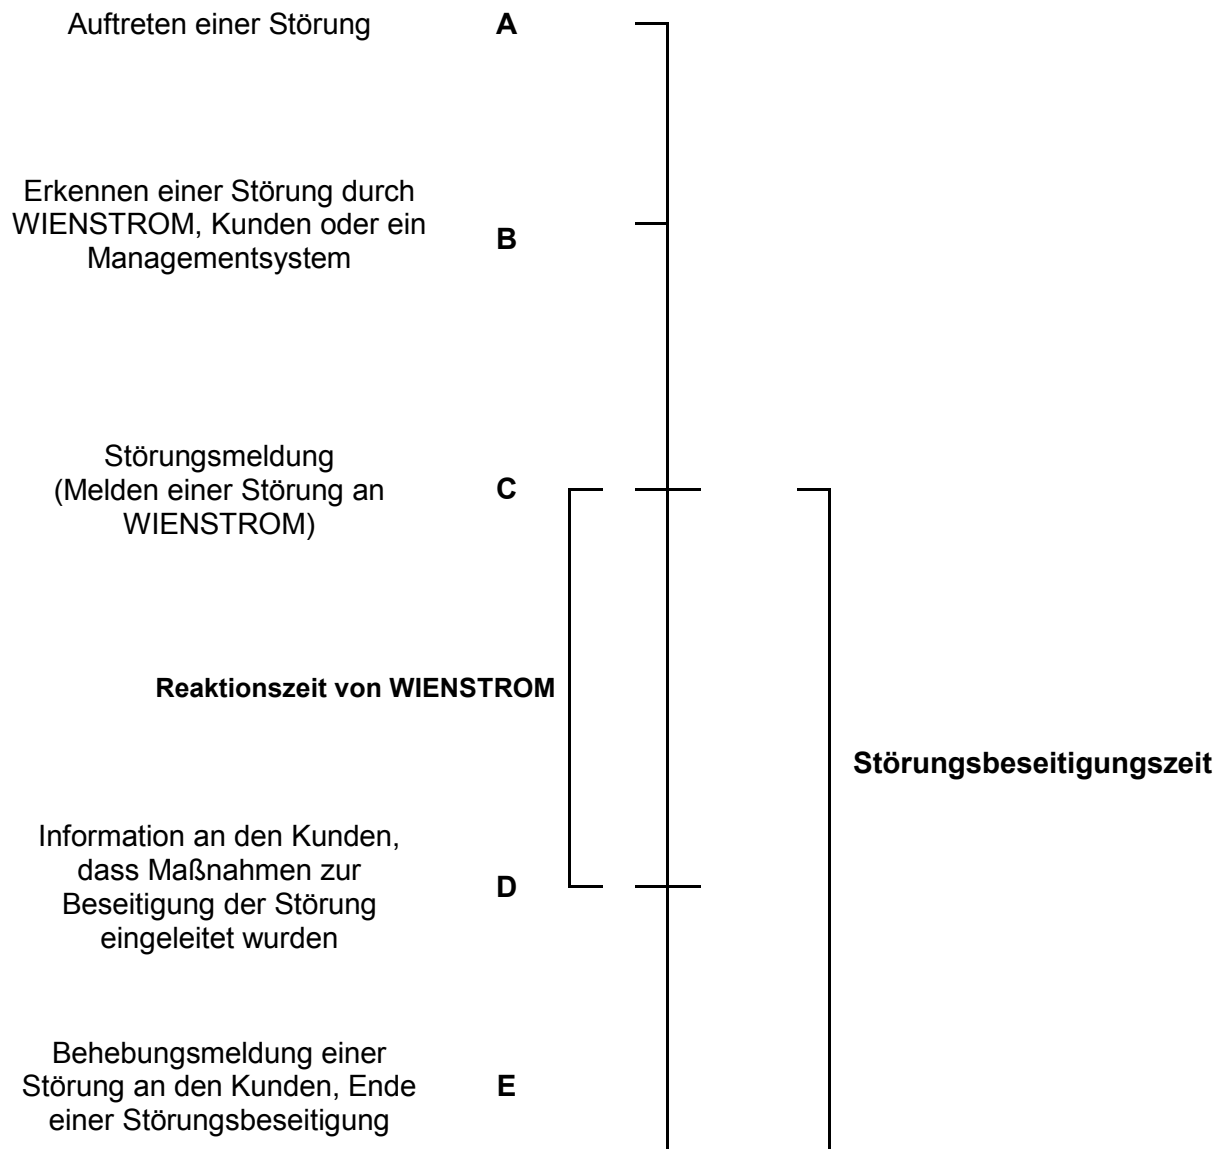 Auftreten einer Störung
A
Erkennen einer Störung durch
WIENSTROM, Kunden oder ein
Managementsystem
B
Störungsmeldung
(Melden einer Störung an
WIENSTROM)
C
Reaktionszeit von WIENSTROM
Störungsbeseitigungszeit
Information an den Kunden,
dass Maßnahmen zur
Beseitigung der Störung
eingeleitet wurden
D
Behebungsmeldung einer
Störung an den Kunden, Ende
einer Störungsbeseitigung
E